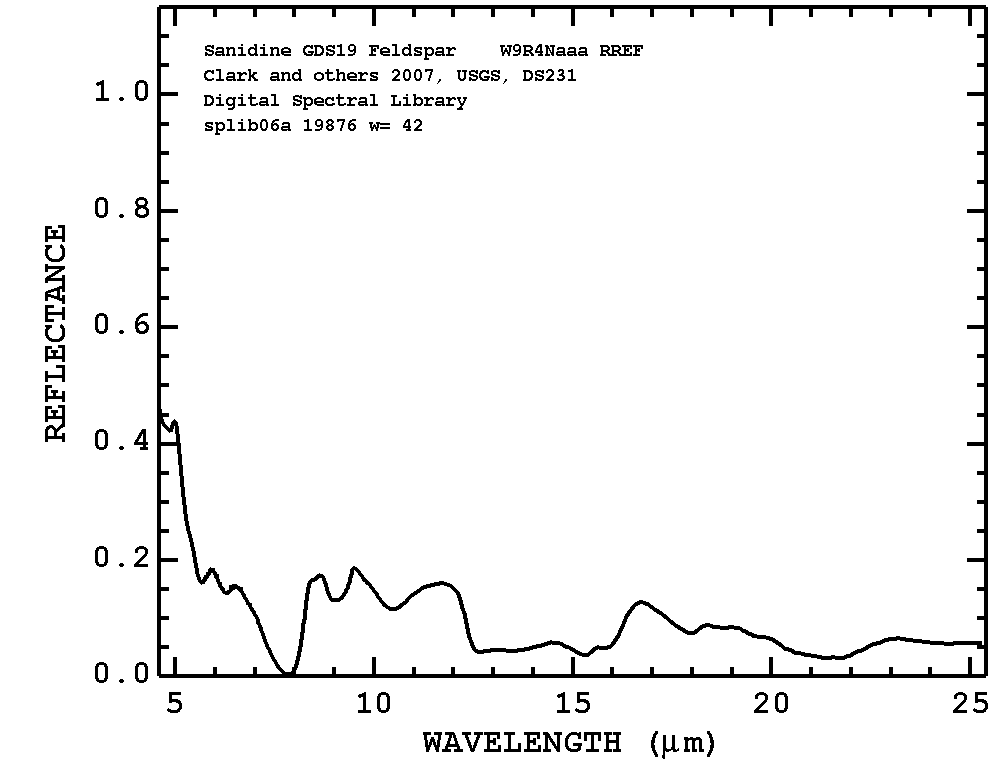 Sanidine GDS19 Feldspar W9R4Naaa RREF
Clark and others 2007, USGS, DS231
Digital Spectral Library
splib06a 19876 w= 42
REFLECTANCE
1.0
0.8
0.6
0.4
0.2
0.0
5 10 15 20 25
WAVELENGTH (μm)